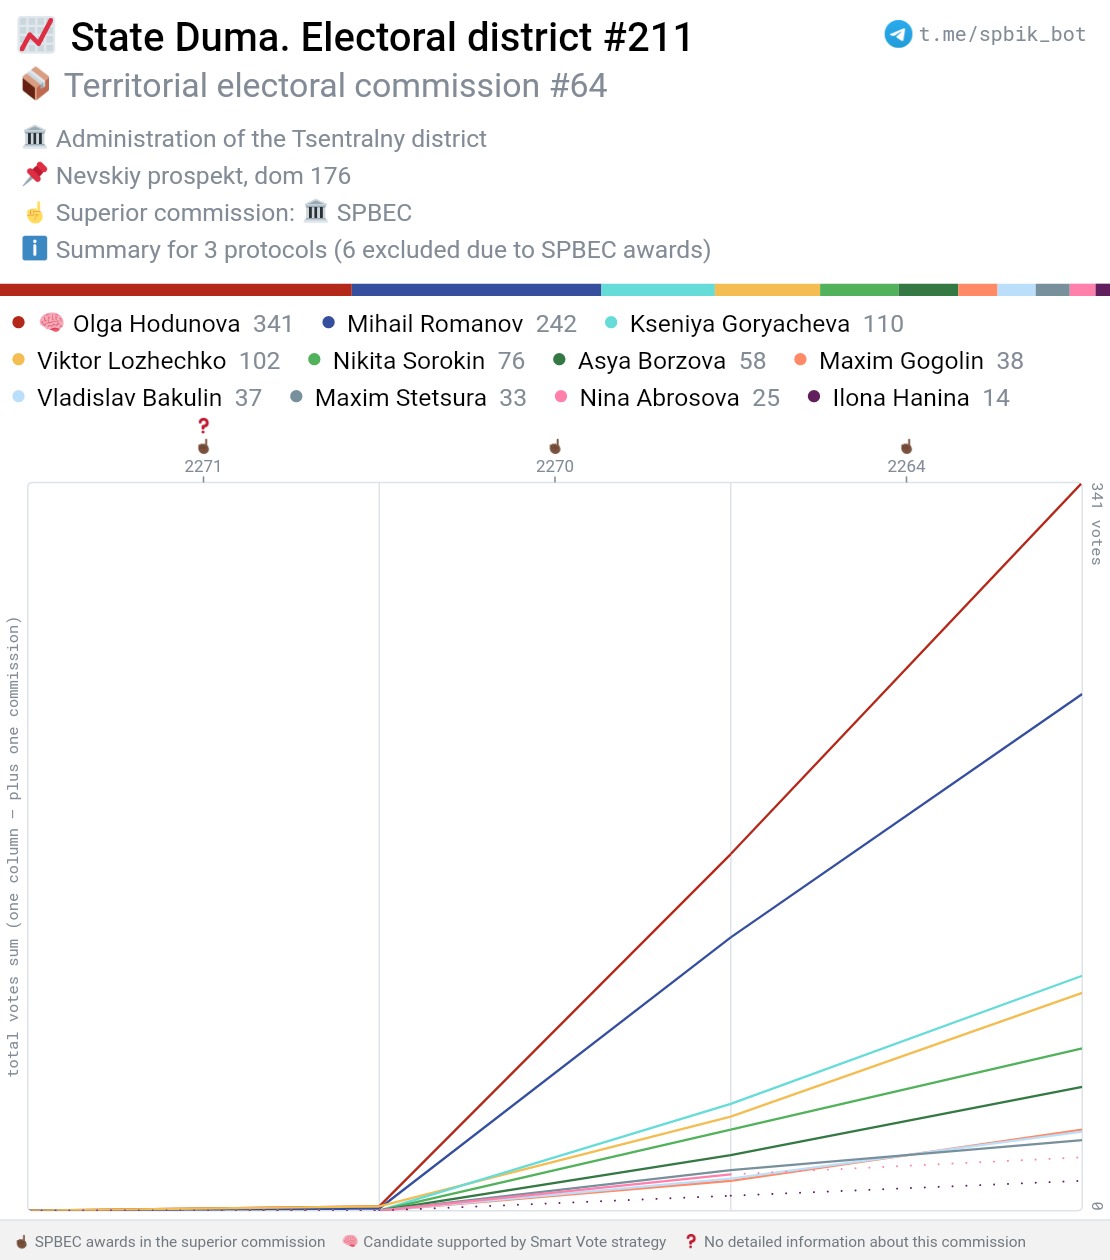 State Duma. Electoral district #211
t.me/spbik_bot
Territorial electoral commission #64
Administration of the Tsentralny district
Nevskiy prospekt, dom 176
Superior commission: SPBEC
Summary for 3 protocols (6 excluded due to SPBEC awards)
Olga Hodunova 341 Mihail Romanov 242 Kseniya Goryacheva 110
Viktor Lozhechko 102 Nikita Sorokin 76 Asya Borzova 58 Maxim Gogolin 38
Vladislav Bakulin 37 Maxim Stetsura 33 Nina Abrosova 25 Ilona Hanina 14
2271 2270 2264
341 votes
total votes sum (one column – plus one commission)
0
SPBEC awards in the superior commission Candidate supported by Smart Vote strategy ? No detailed information about this commission